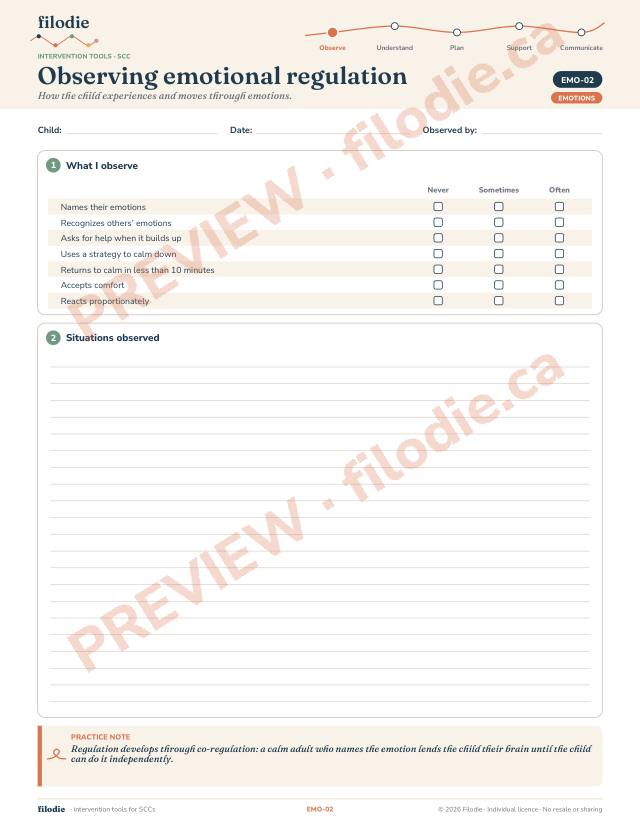 filodie
INTERVENTION TOOLS · SCC
Observe Understand Plan Support Communicate
Observing emotional regulation
How the child experiences and moves through emotions.
EMO-02
EMOTIONS
Child: Date: Observed by:
1 What I observe
Never Sometimes Often
Names their emotions
Recognizes others' emotions
Asks for help when it builds up
Uses a strategy to calm down
Returns to calm in less than 10 minutes
Accepts comfort
Reacts proportionately
PREVIEW · filodie.ca
2 Situations observed
PREVIEW · filodie.ca
PRACTICE NOTE
Regulation develops through co-regulation: a calm adult who names the emotion lends the child their brain until the child
can do it independently.
filodie · intervention tools for SCCs EMO-02 © 2026 Filodie · Individual licence · No resale or sharing